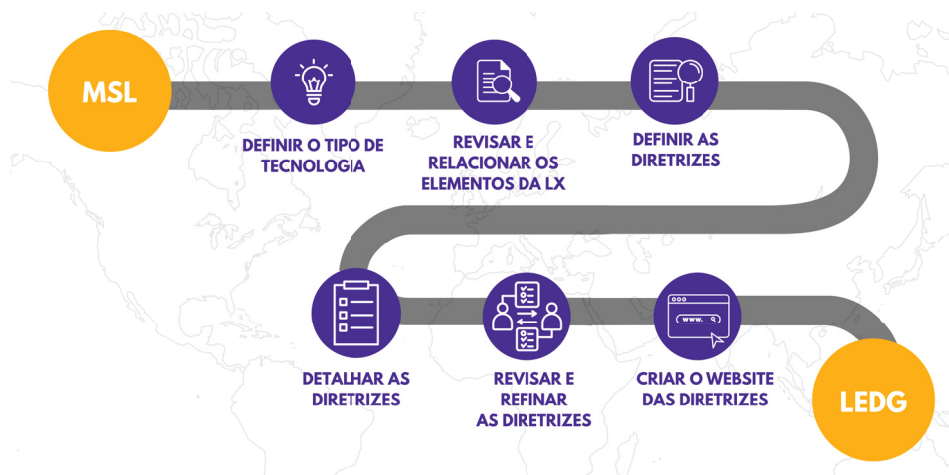 MSL
DEFINIR O TIPO DE
TECNOLOGIA
REVISAR E
RELACIONAR OS
ELEMENTOS DA LX
DEFINIR AS
DIRETRIZES
DETALHAR AS
DIRETRIZES
REVISAR E
REFINAR
AS DIRETRIZES
www.
CRIAR O WEBSITE
DAS DIRETRIZES
LEDG